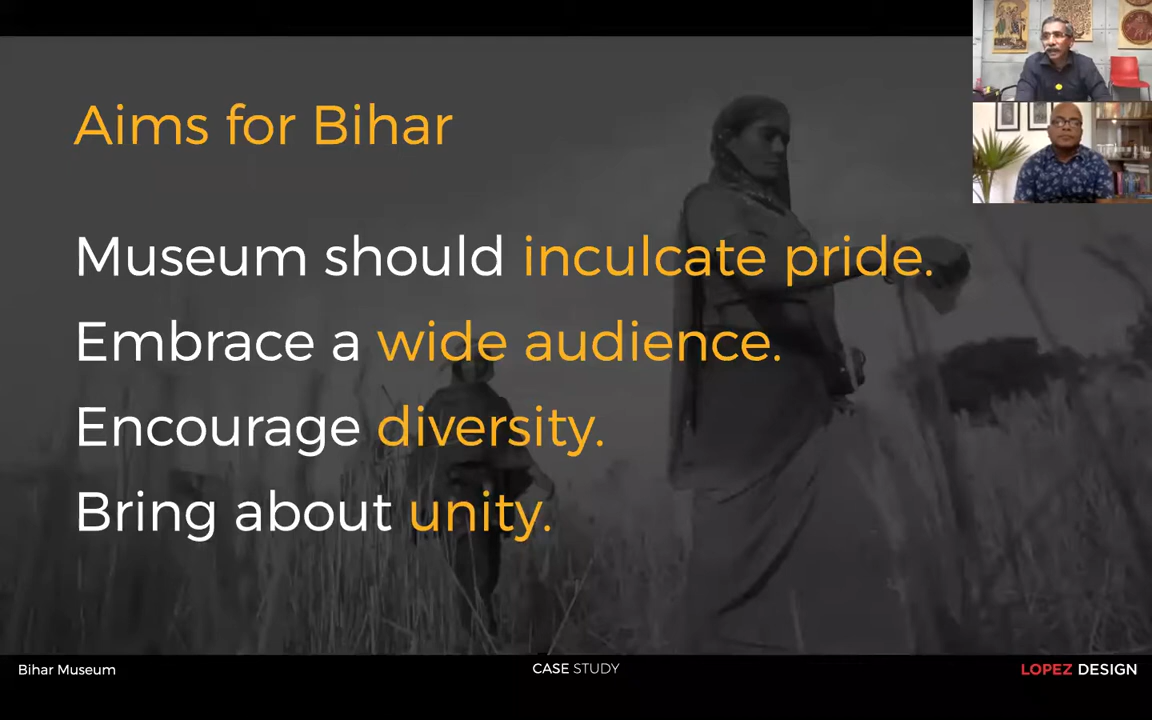 Aims for Bihar
Museum should inculcate pride.
Embrace a wide audience.
Encourage diversity.
Bring about unity.
Bihar Museum
CASE STUDY
LOPEZ DESIGN